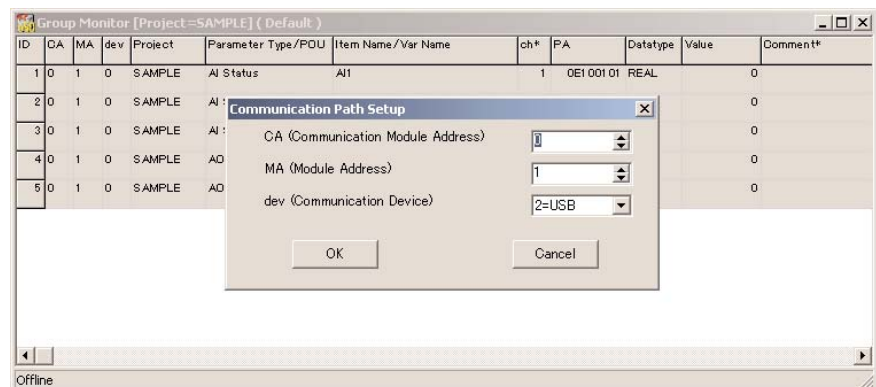 Group Monitor [Project=SAMPLE] ( Default )
ID CA MA dev Project Parameter Type/POU Item Name/Var Name ch* PA Datatype Value Comment*
1 0 1 0 SAMPLE AI Status AI1 1 0E1 001 01 REAL 0
2 0 1 0 SAMPLE AI 0
Communication Path Setup
CA (Communication Module Address) 0
3 0 1 0 SAMPLE AI 0
4 0 1 0 SAMPLE AO 0
MA (Module Address) 1
5 0 1 0 SAMPLE AO 0
dev (Communication Device) 2=USB
OK Cancel
Offline